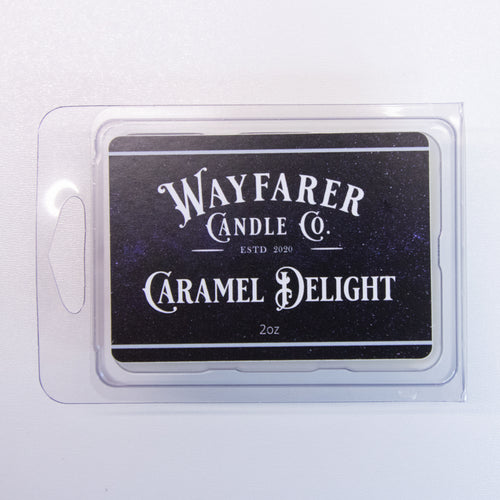 WAYFARER
CANDLE CO.
ESTD 2020
CARAMEL DELIGHT
2oz